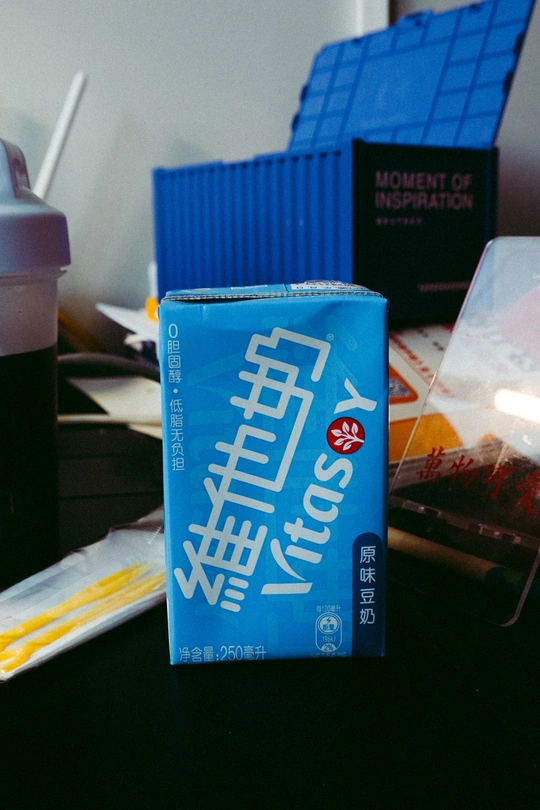 MOMENT OF
INSPIRATION
0胆固醇·低脂无负担
維他奶
®
Vitasoy
原味豆奶
净含量:250毫升